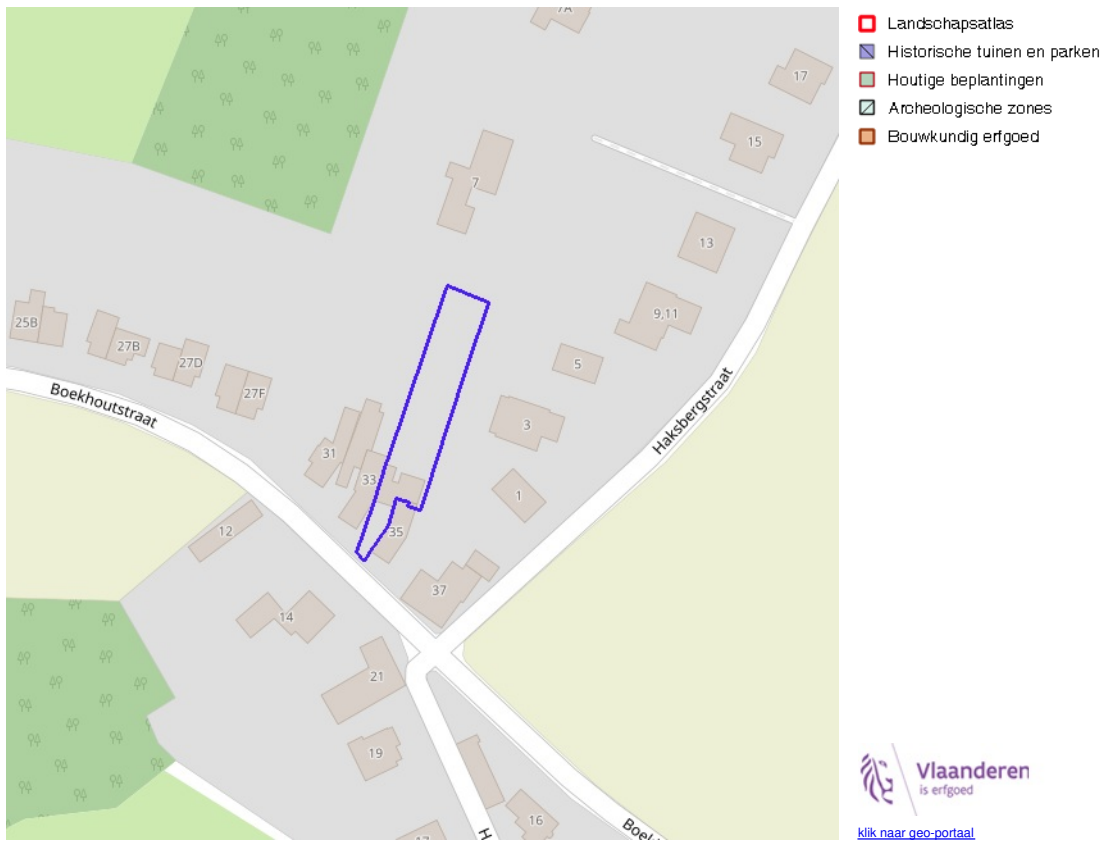 7A
17
15
7
13
9,11
25B
27B
27D
27F
5
Boekhoutstraat
Haksbergstraat
3
31
33
1
35
12
37
14
21
19
16
H
Landschapsatlas
Historische tuinen en parken
Houtige beplantingen
Archeologische zones
Bouwkundig erfgoed
Vlaanderen
is erfgoed
klik naar geo-portaal